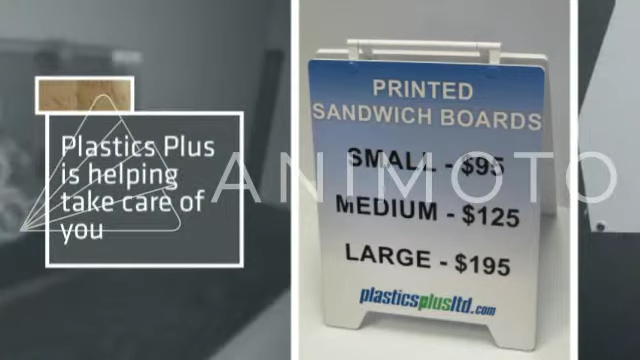 Plastics Plus
is helping
take care of
you
ANIMOTO
PRINTED
SANDWICH BOARDS
SMALL - $95
MEDIUM - $125
LARGE - $195
plasticsplusltd.com